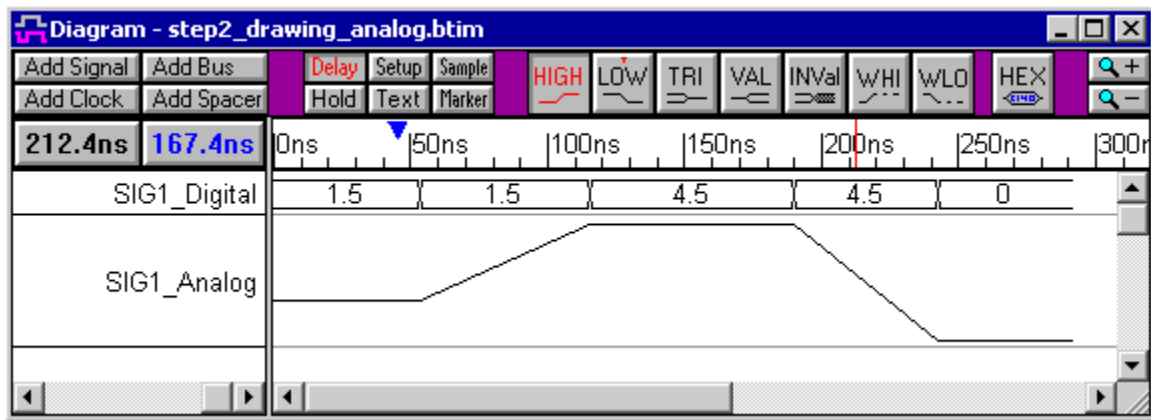 Diagram - step2_drawing_analog.btim
Add Signal Add Bus Delay Setup Sample HIGH LOW TRI VAL INVal WHI WLO HEX +
Add Clock Add Spacer Hold Text Marker -
212.4ns 167.4ns 0ns 50ns 100ns 150ns 200ns 250ns 300n
SIG1_Digital 1.5 1.5 4.5 4.5 0
SIG1_Analog